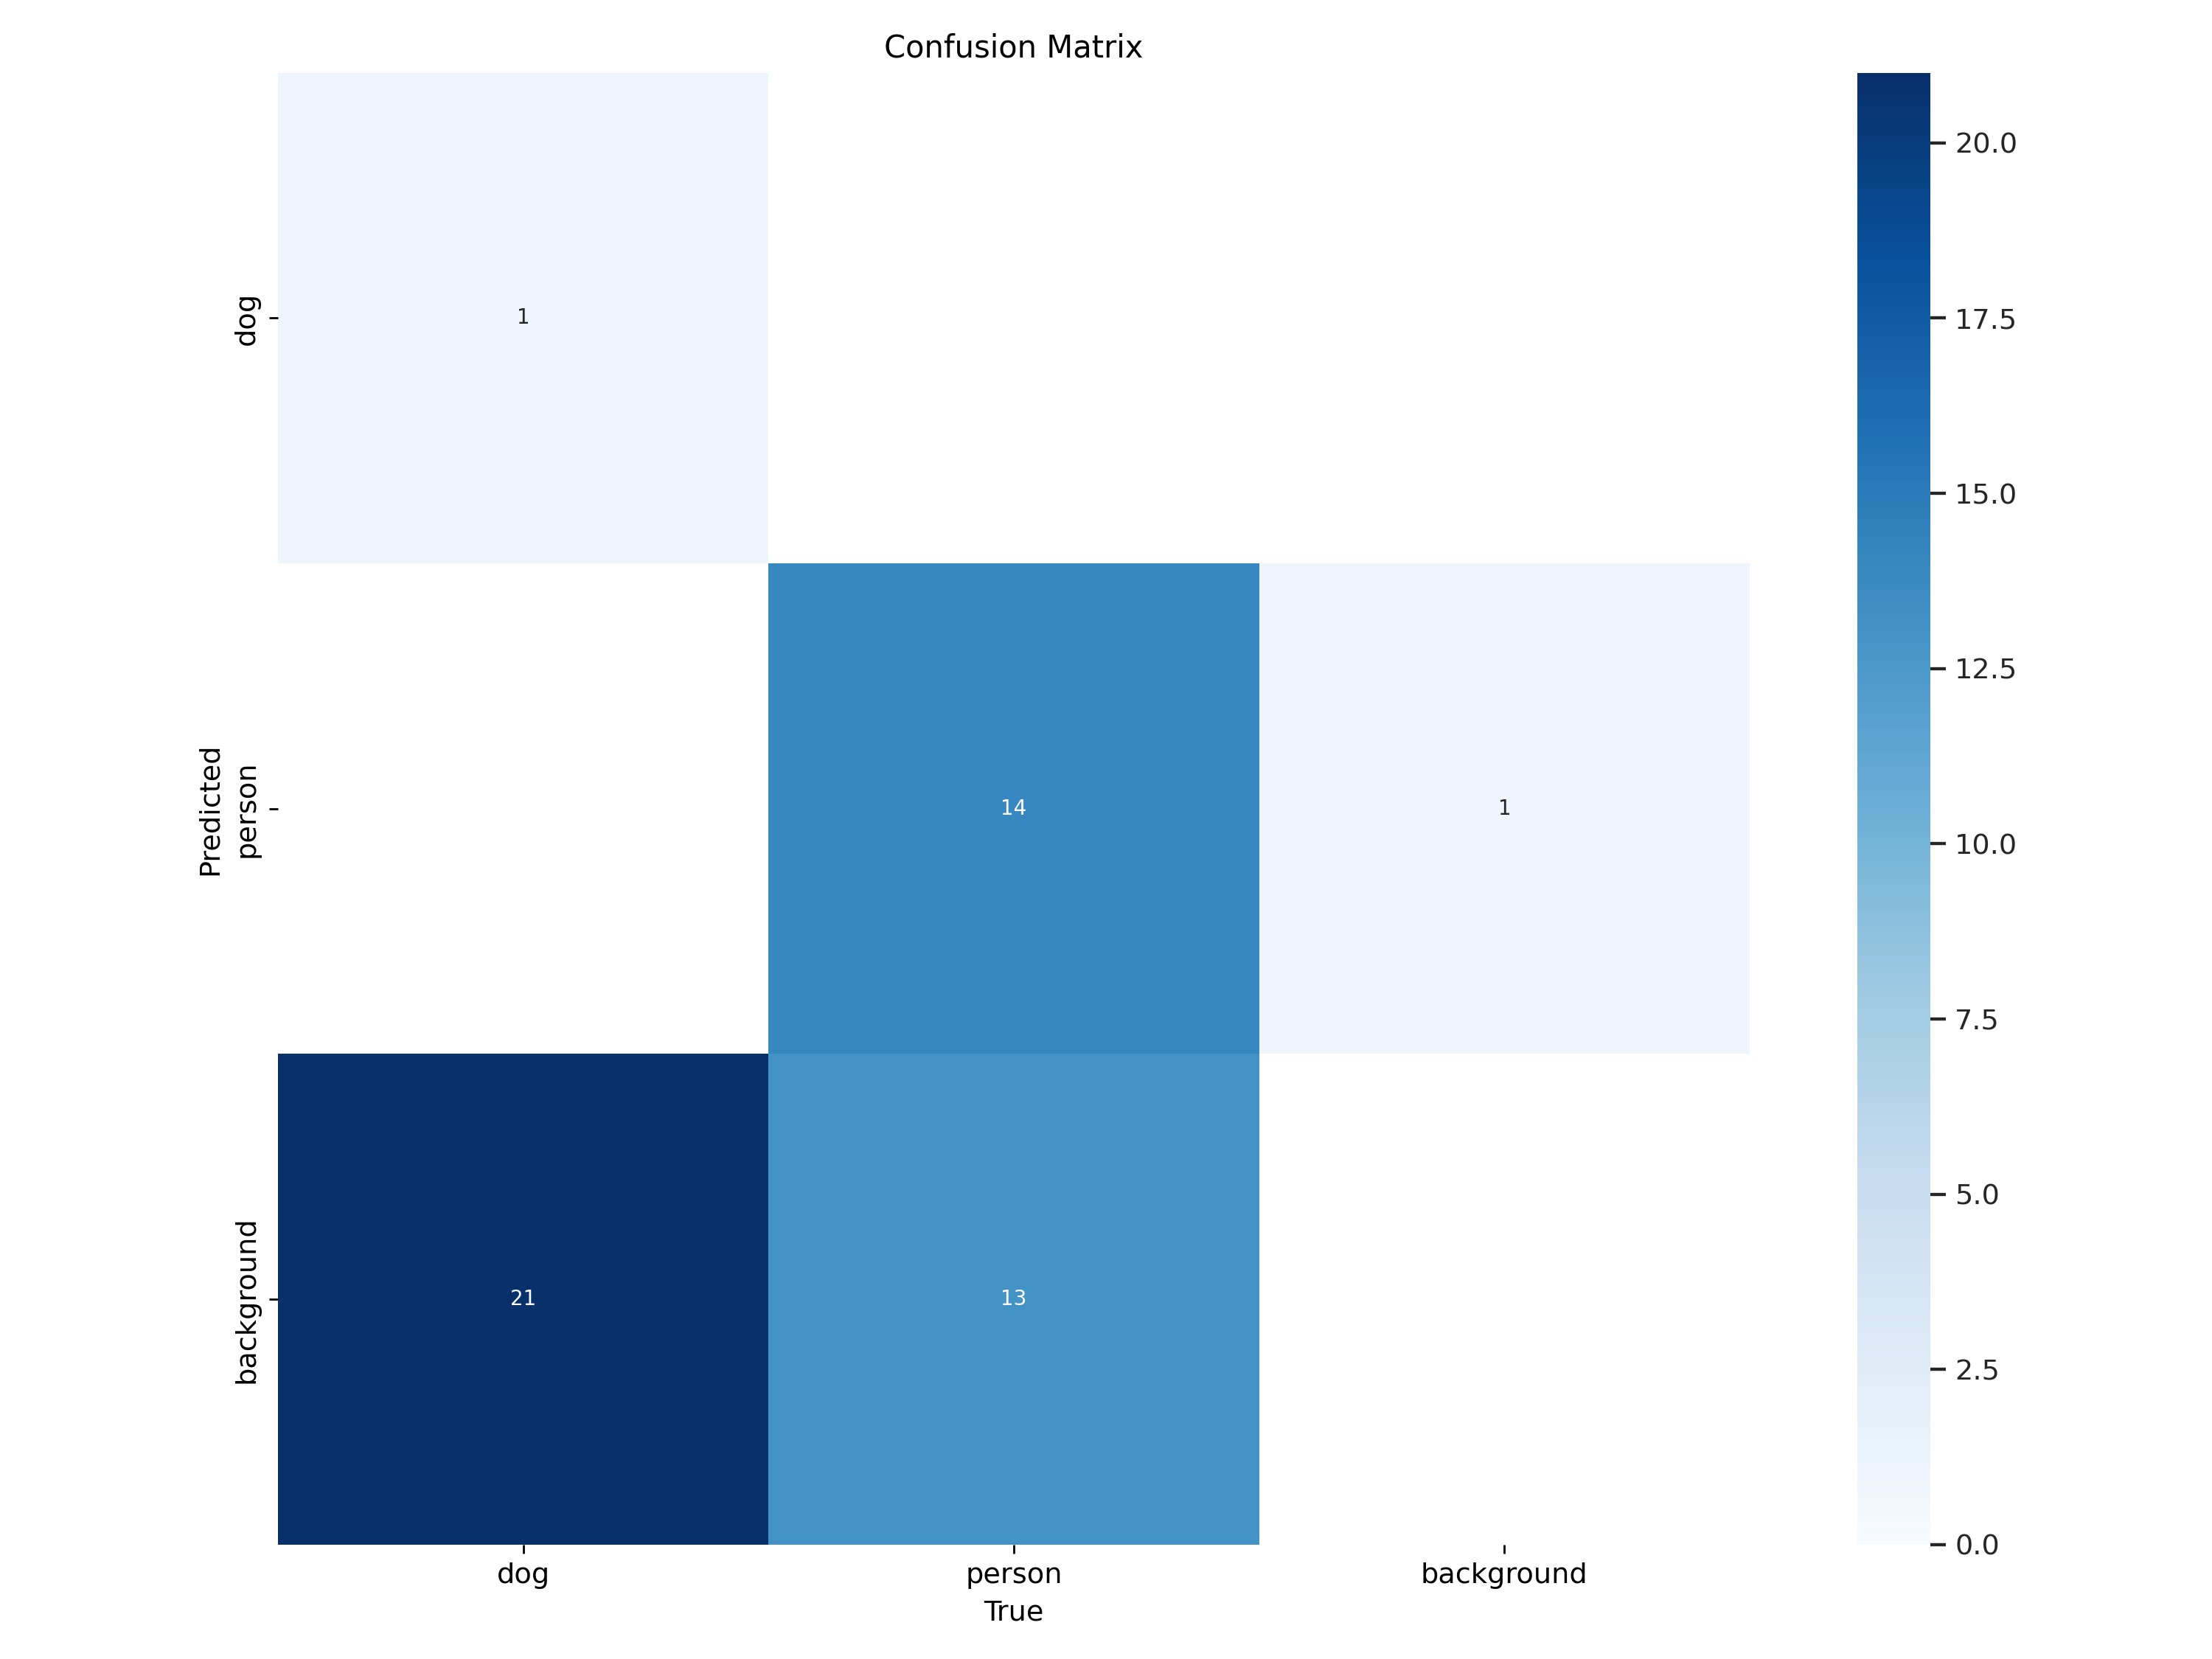 Confusion Matrix
dog
person
background
Predicted
1
14
1
21
13
dog
person
background
True
20.0
17.5
15.0
12.5
10.0
7.5
5.0
2.5
0.0